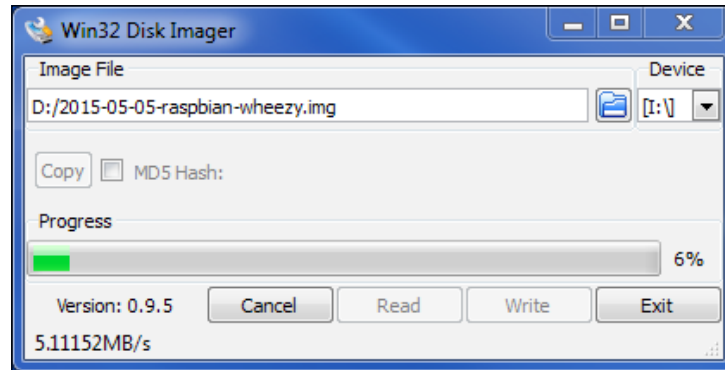 Win32 Disk Imager
Image File
Device
D:/2015-05-05-raspbian-wheezy.img
[I:\]
Copy
MD5 Hash:
Progress
6%
Version: 0.9.5
Cancel
Read
Write
Exit
5.11152MB/s